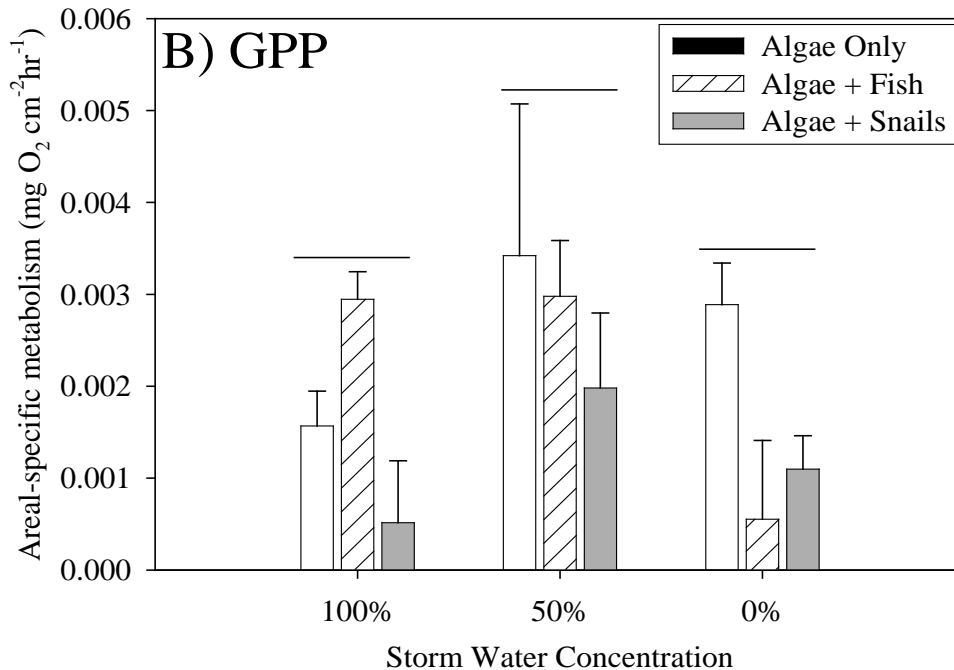 B) GPP
Algae Only
Algae + Fish
Algae + Snails
Areal-specific metabolism (mg O₂ cm⁻²hr⁻¹)
0.006
0.005
0.004
0.003
0.002
0.001
0.000
100% 50% 0%
Storm Water Concentration